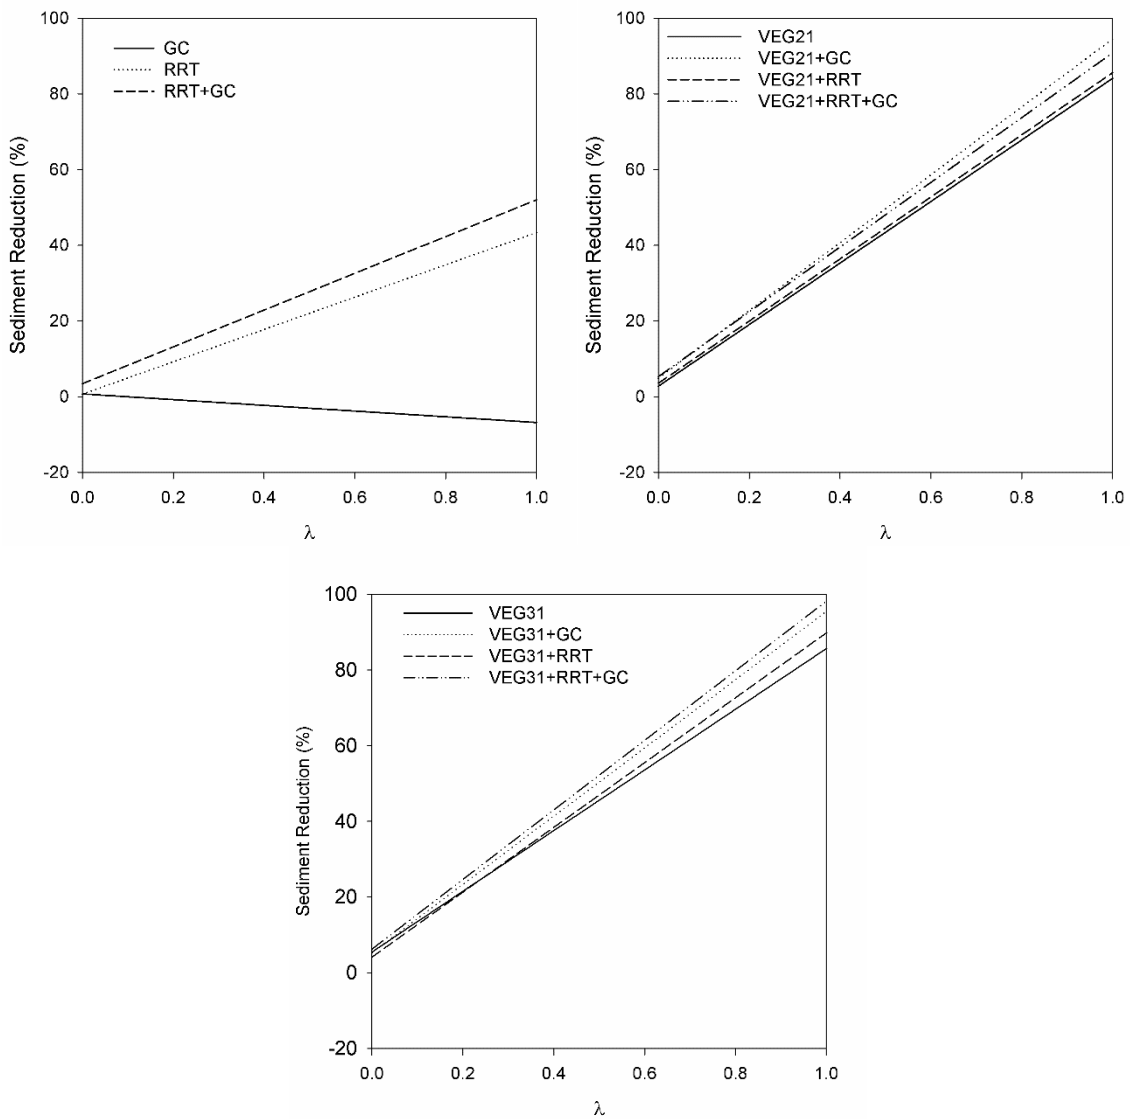 100
80
60
40
20
0
-20
Sediment Reduction (%)
GC
RRT
RRT+GC
0.0 0.2 0.4 0.6 0.8 1.0
λ
100
80
60
40
20
0
-20
Sediment Reduction (%)
VEG21
VEG21+GC
VEG21+RRT
VEG21+RRT+GC
0.0 0.2 0.4 0.6 0.8 1.0
λ
100
80
60
40
20
0
-20
Sediment Reduction (%)
VEG31
VEG31+GC
VEG31+RRT
VEG31+RRT+GC
0.0 0.2 0.4 0.6 0.8 1.0
λ